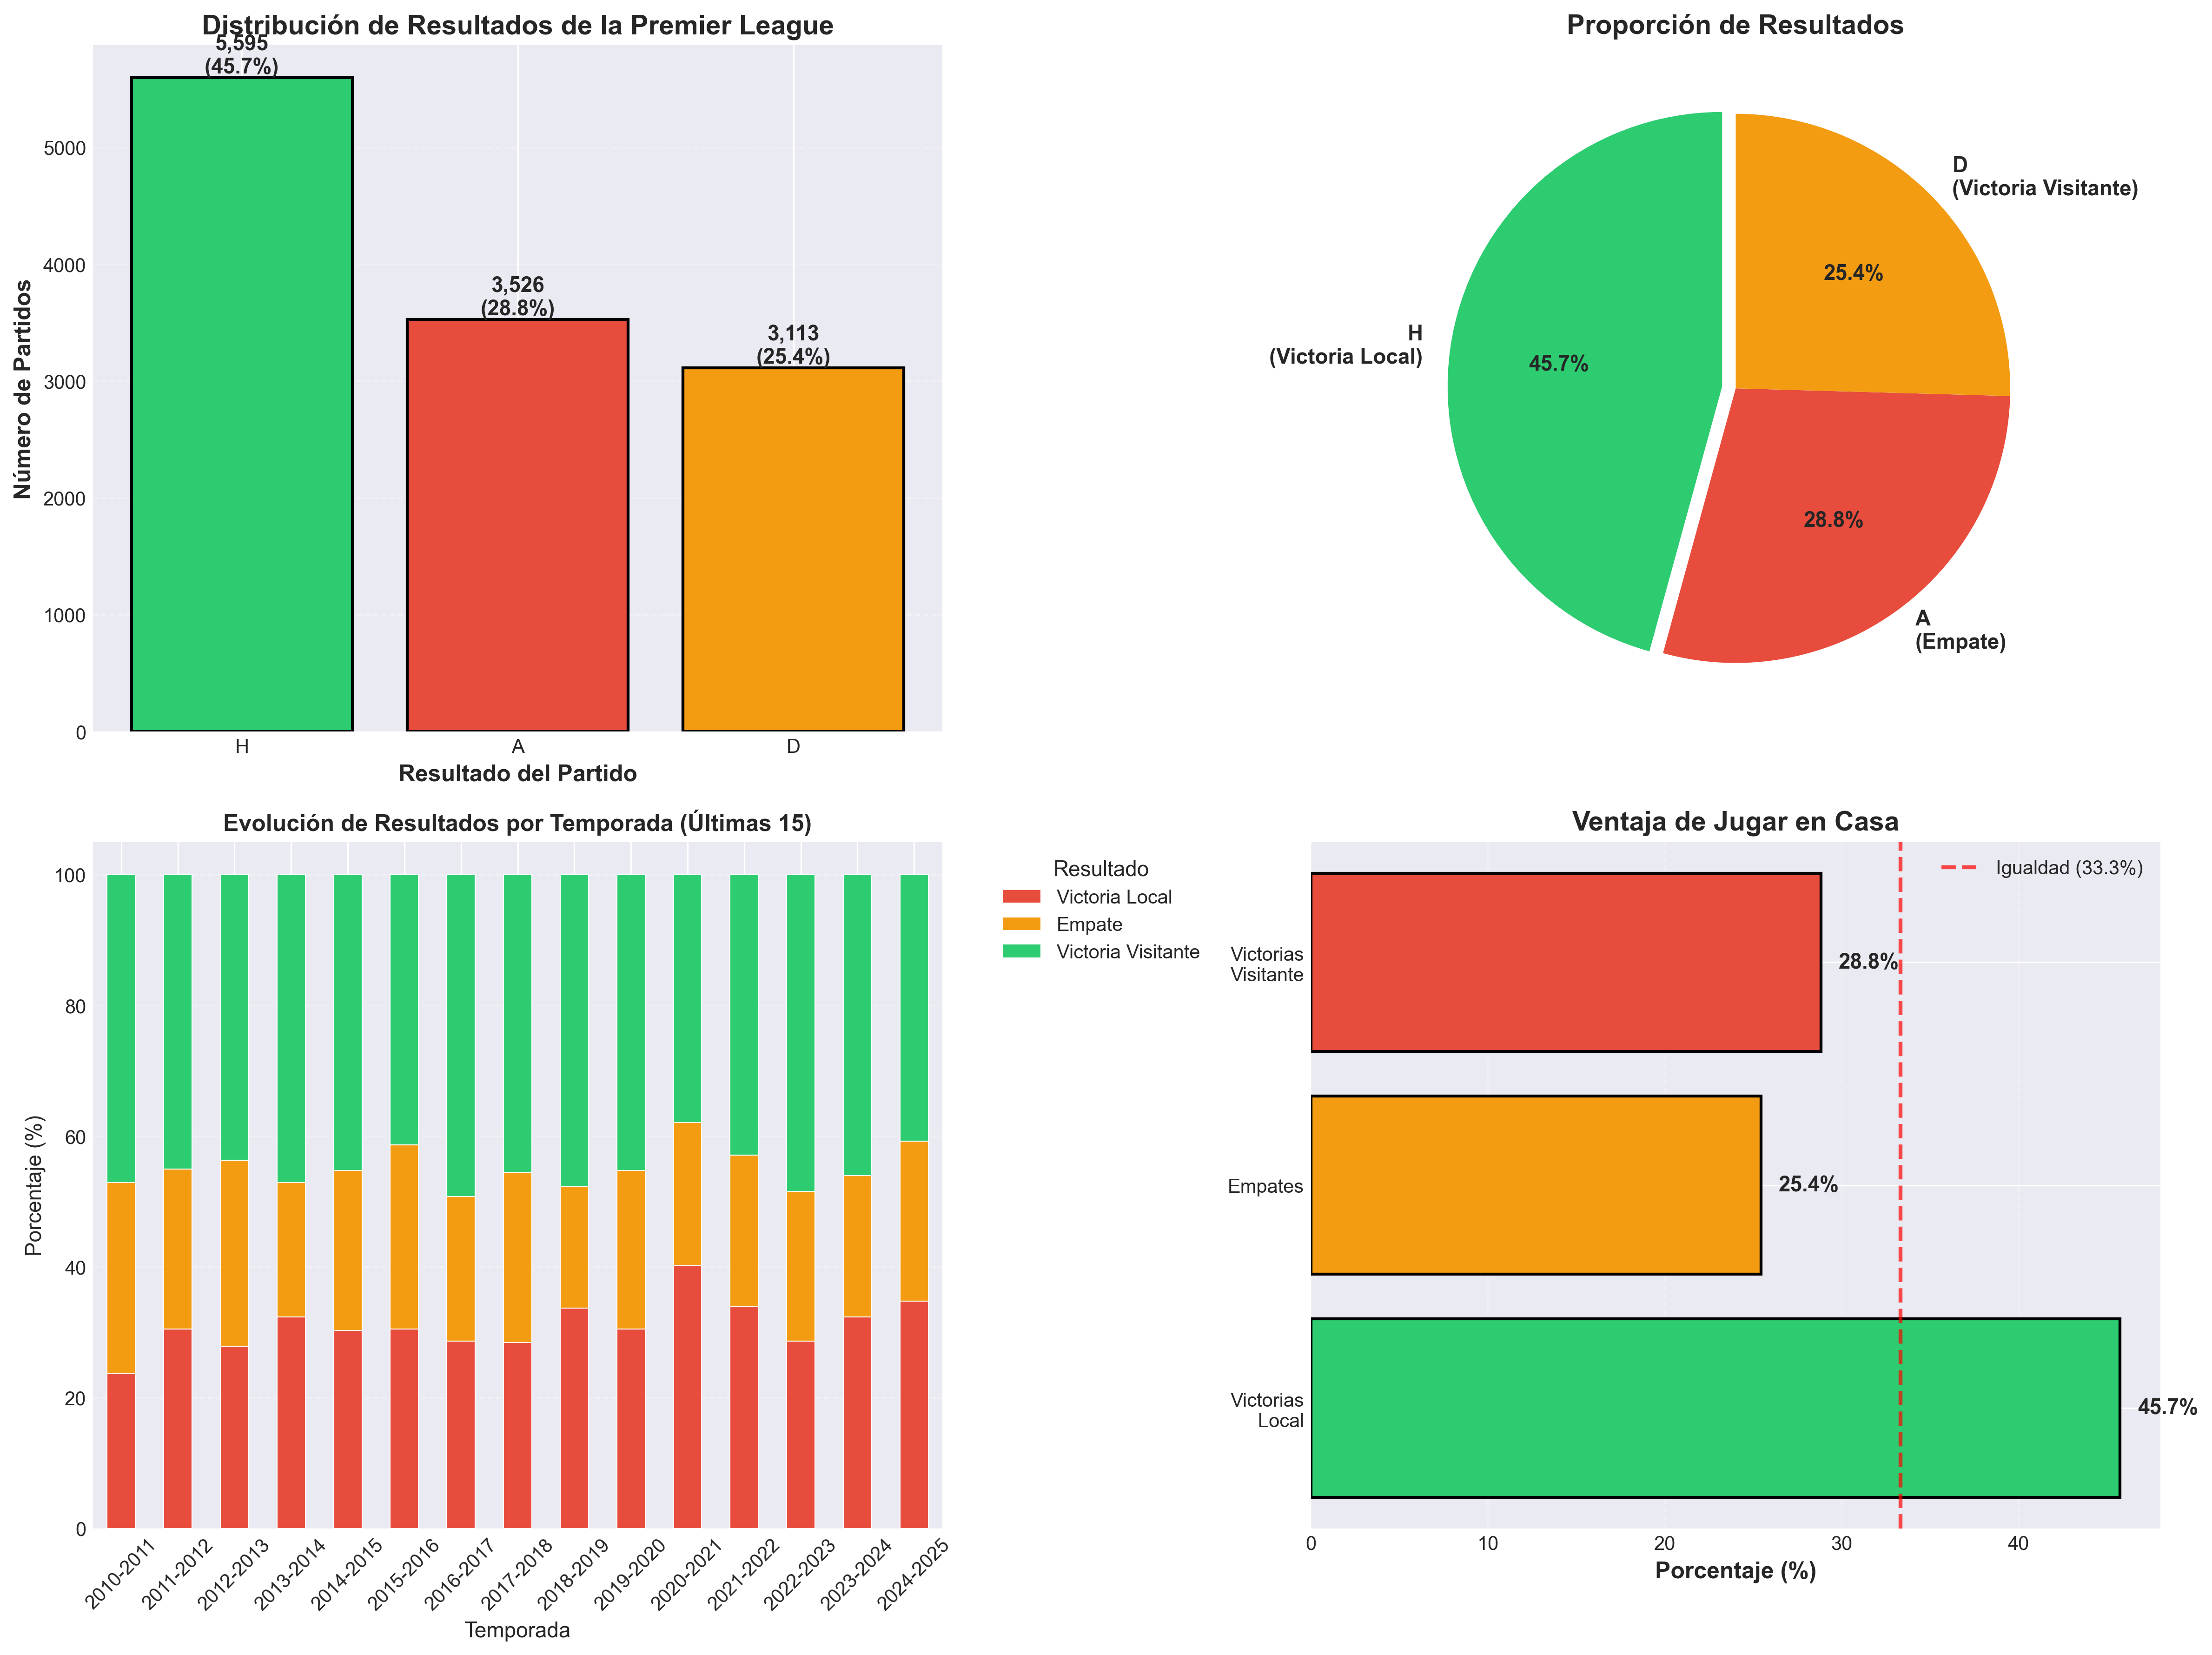 Distribución de Resultados de la Premier League
5,595
(45.7%)
3,526
(28.8%)
3,113
(25.4%)
Número de Partidos
5000
4000
3000
2000
1000
0
H
A
D
Resultado del Partido
Proporción de Resultados
D
(Victoria Visitante)
25.4%
H
(Victoria Local)
45.7%
28.8%
A
(Empate)
Evolución de Resultados por Temporada (Últimas 15)
Porcentaje (%)
100
80
60
40
20
0
2010-2011
2011-2012
2012-2013
2013-2014
2014-2015
2015-2016
2016-2017
2017-2018
2018-2019
2019-2020
2020-2021
2021-2022
2022-2023
2023-2024
2024-2025
Temporada
Resultado
Victoria Local
Empate
Victoria Visitante
Ventaja de Jugar en Casa
Igualdad (33.3%)
Victorias
Visitante
28.8%
Empates
25.4%
Victorias
Local
45.7%
0
10
20
30
40
Porcentaje (%)